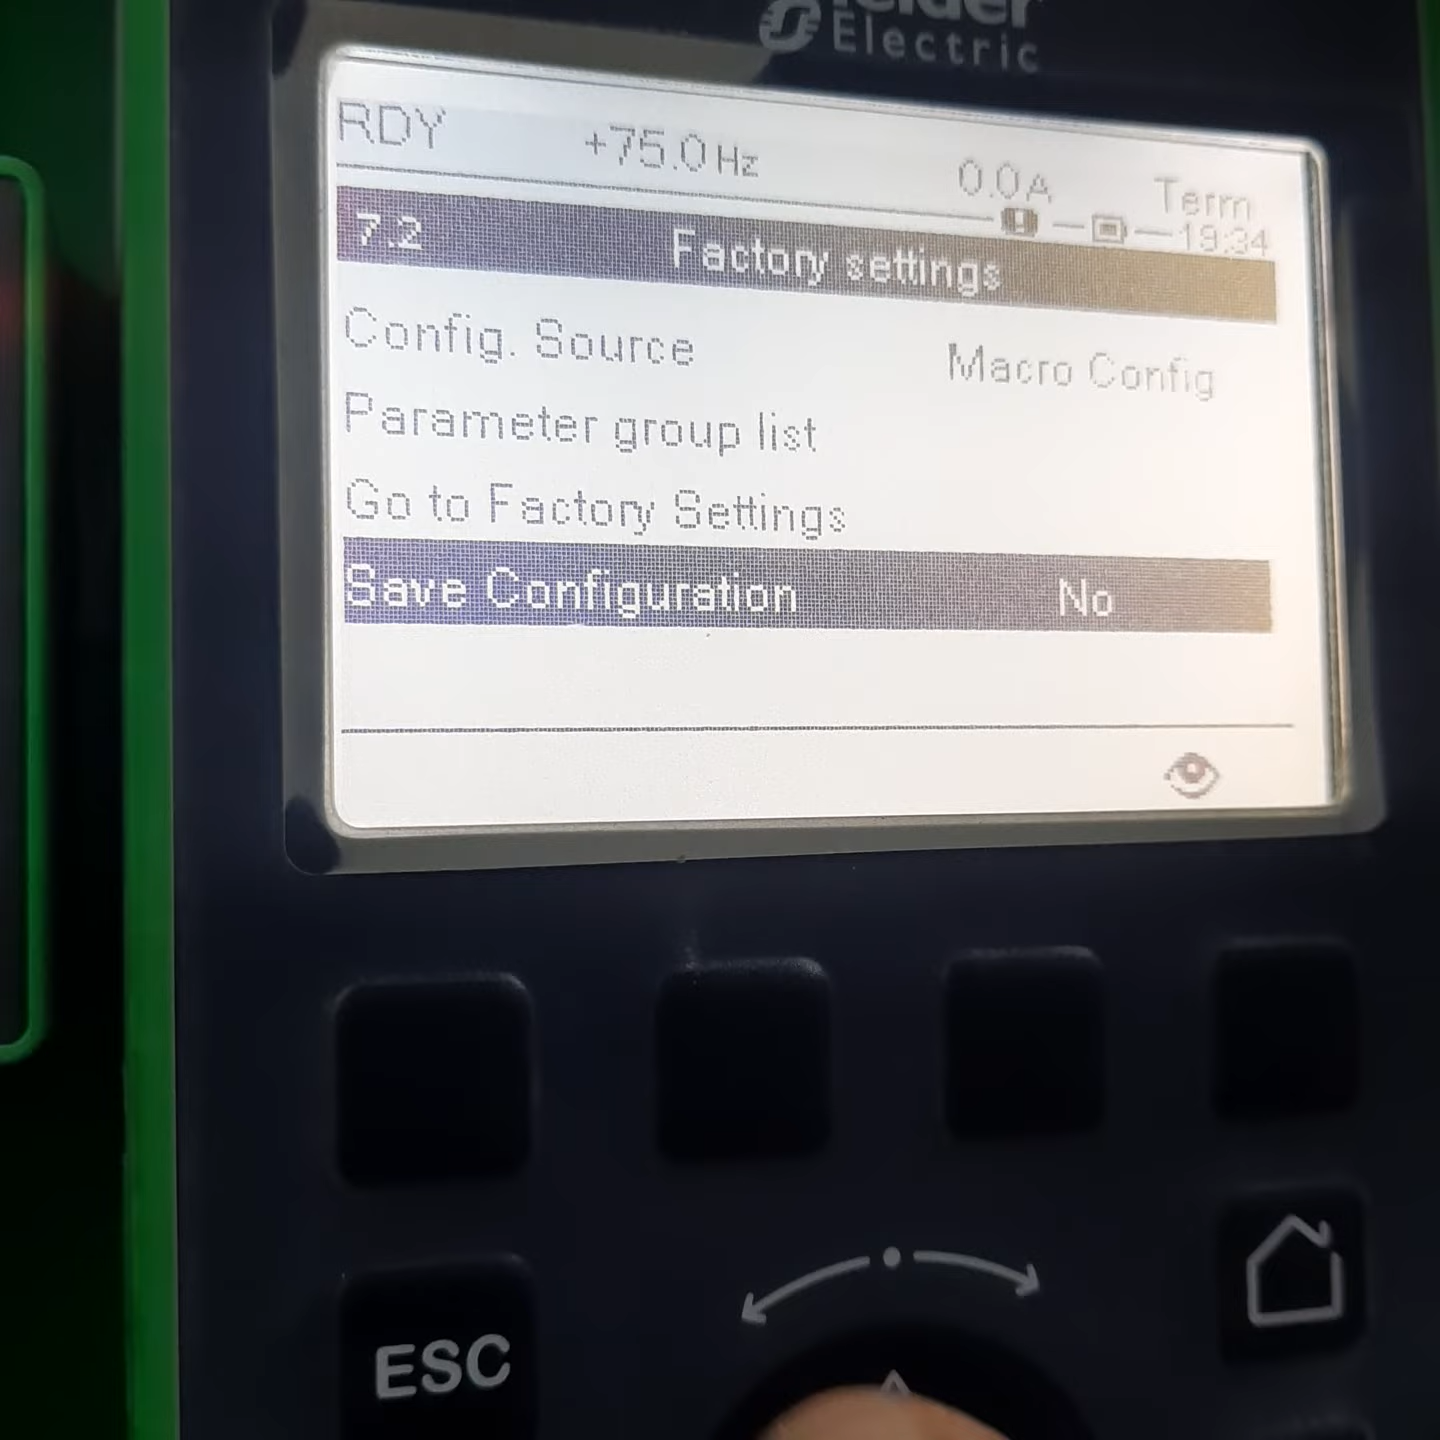 Electric
RDY +75.0Hz 0.0A Term
19:34
7.2 Factory settings
Config. Source Macro Config
Parameter group list
Go to Factory Settings
Save Configuration No
ESC